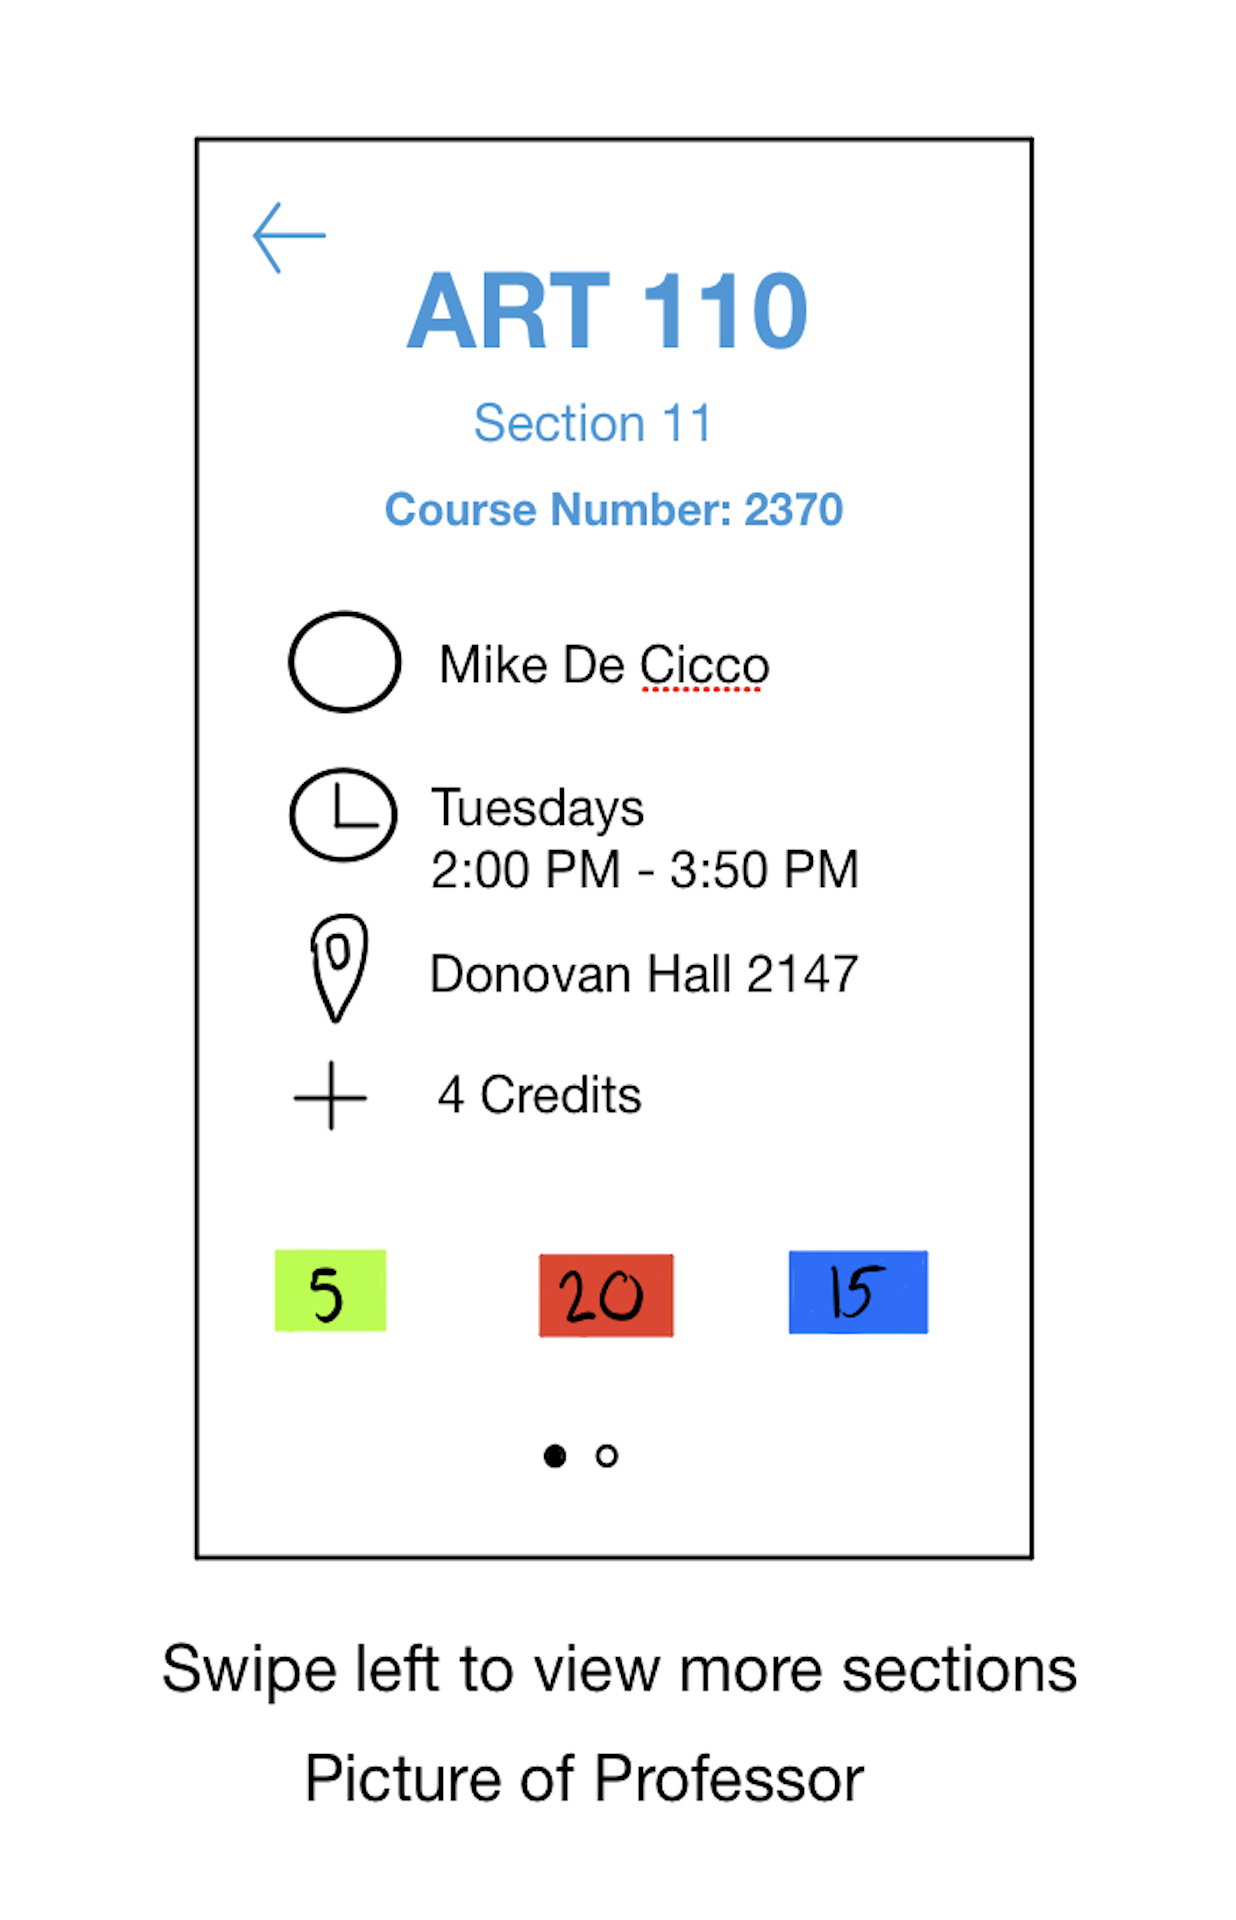 ART 110
Section 11
Course Number: 2370
Mike De Cicco
Tuesdays
2:00 PM - 3:50 PM
Donovan Hall 2147
4 Credits
5 20 15
Swipe left to view more sections
Picture of Professor